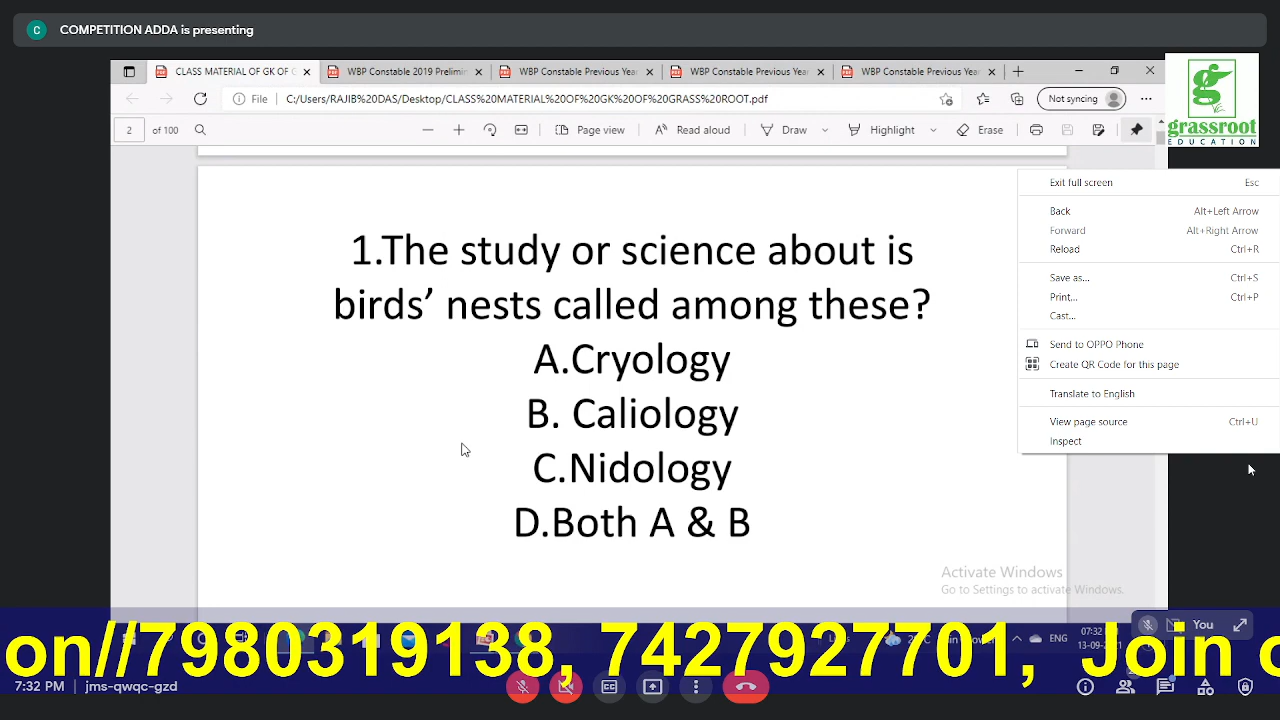 C COMPETITION ADDA is presenting
CLASS MATERIAL OF GK OF G
WBP Constable 2019 Prelimin
WBP Constable Previous Year
WBP Constable Previous Year
WBP Constable Previous Year
File C:/Users/RAJIB%20DAS/Desktop/CLASS%20MATERIAL%20OF%20GK%20OF%20GRASS%20ROOT.pdf Not syncing
2 of 100 Page view Read aloud Draw Highlight Erase
grassroot
EDUCATION
1.The study or science about is
birds’ nests called among these?
A.Cryology
B. Caliology
C.Nidology
D.Both A & B
Exit full screen Esc
Back Alt+Left Arrow
Forward Alt+Right Arrow
Reload Ctrl+R
Save as... Ctrl+S
Print... Ctrl+P
Cast...
Send to OPPO Phone
Create QR Code for this page
Translate to English
View page source Ctrl+U
Inspect
Activate Windows
Go to Settings to activate Windows.
You
ENG 07:32
on//7980319138, 7427927701, Join
7:32 PM jms-qwqc-gzd